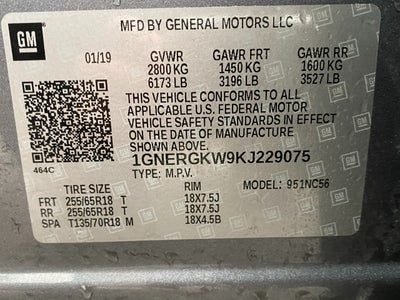 GM
MFD BY GENERAL MOTORS LLC
01/19 GVWR GAWR FRT GAWR RR
2800 KG 1450 KG 1600 KG
6173 LB 3196 LB 3527 LB
THIS VEHICLE CONFORMS TO ALL
APPLICABLE U.S. FEDERAL MOTOR
VEHICLE SAFETY STANDARDS IN EFFECT
ON THE DATE OF MANUFACTURE
SHOWN ABOVE.
464C 1GNERGKW9KJ229075
TYPE: M.P.V. MODEL: 951NC56
TIRE SIZE RIM
FRT 255/65R18 T 18X7.5J
RR 255/65R18 T 18X7.5J
SPA T135/70R18 M 18X4.5B
GM